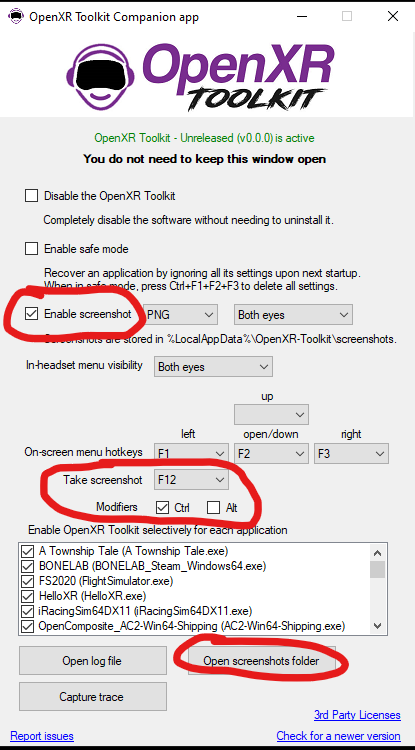 OpenXR Toolkit Companion app
OpenXR
TOOLKIT
OpenXR Toolkit - Unreleased (v0.0.0) is active
You do not need to keep this window open
Disable the OpenXR Toolkit
Completely disable the software without needing to uninstall it.
Enable safe mode
Recover an application by ignoring all its settings upon next startup.
When in safe mode, press Ctrl+F1+F2+F3 to delete all settings.
Enable screenshot PNG Both eyes
Screenshots are stored in %LocalAppData%\OpenXR-Toolkit\screenshots.
In-headset menu visibility Both eyes
up
left open/down right
On-screen menu hotkeys F1 F2 F3
Take screenshot F12
Modifiers Ctrl Alt
Enable OpenXR Toolkit selectively for each application
A Township Tale (A Township Tale.exe)
BONELAB (BONELAB_Steam_Windows64.exe)
FS2020 (FlightSimulator.exe)
HelloXR (HelloXR.exe)
iRacingSim64DX11 (iRacingSim64DX11.exe)
OpenComposite_AC2-Win64-Shipping (AC2-Win64-Shipping.exe)
Open log file Open screenshots folder
Capture trace
3rd Party Licenses
Report issues Check for a newer version